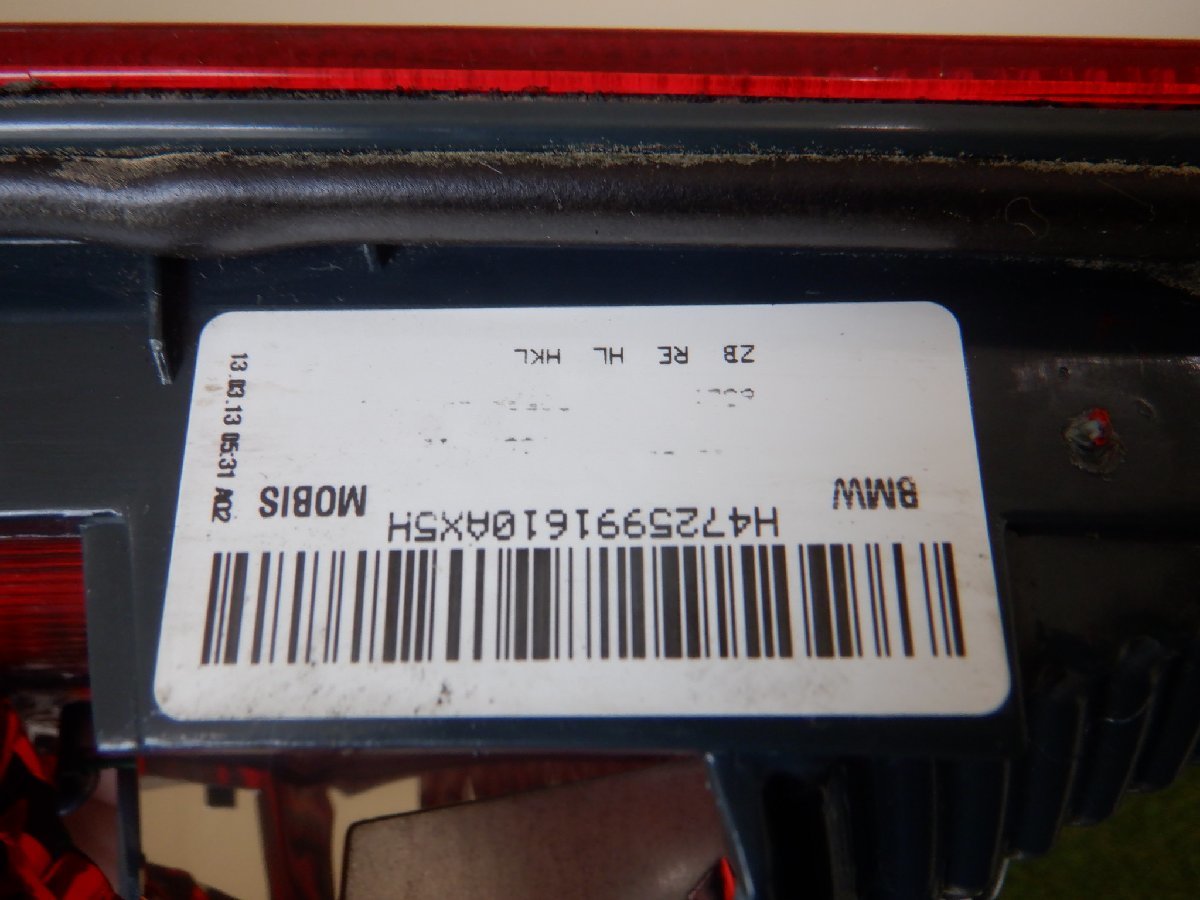 BMW
MOBIS
H4725991610AX5H
ZB RE HL HKL
13.03.13 05:31 A02